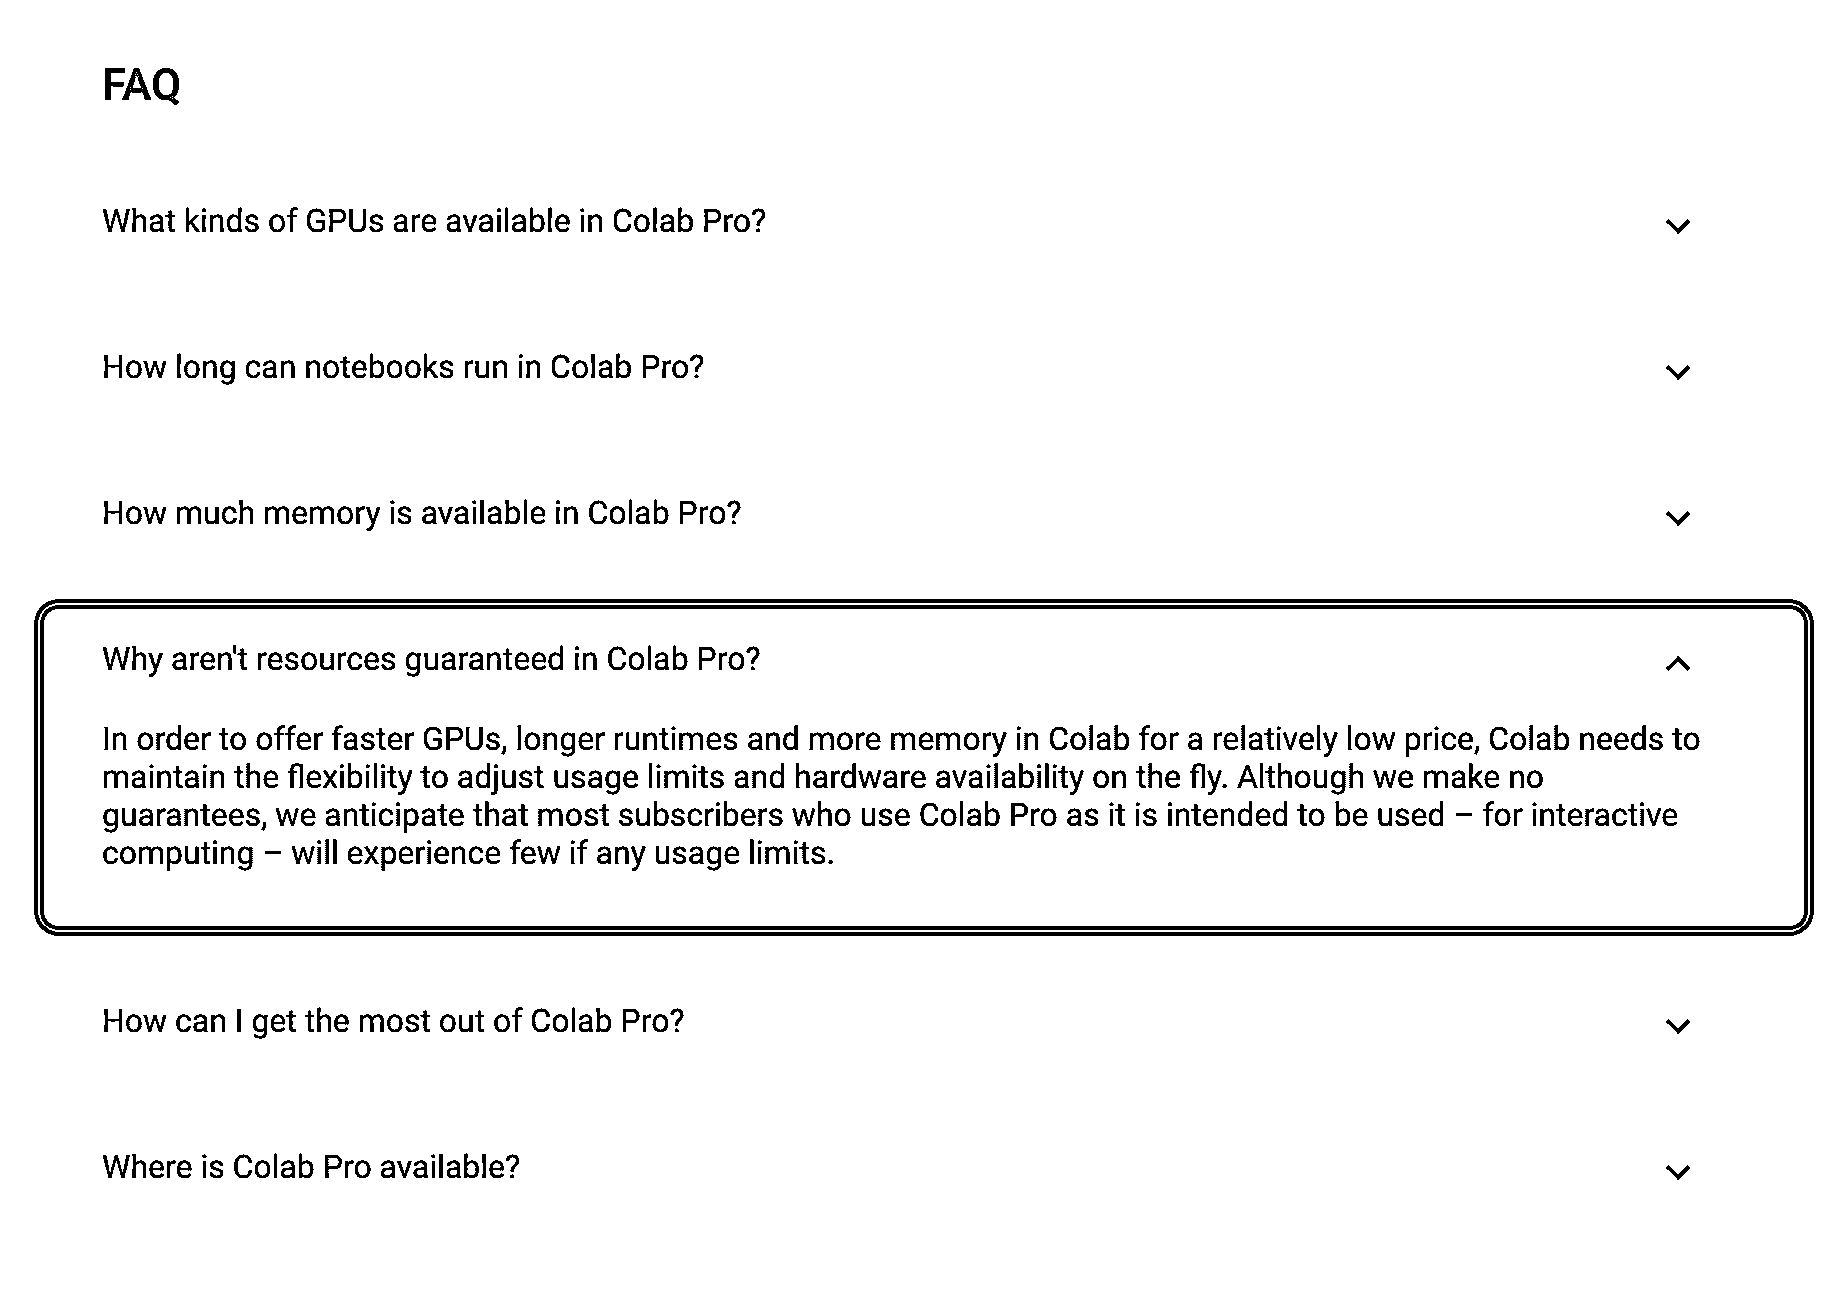 FAQ
What kinds of GPUs are available in Colab Pro?
How long can notebooks run in Colab Pro?
How much memory is available in Colab Pro?
Why aren't resources guaranteed in Colab Pro?
In order to offer faster GPUs, longer runtimes and more memory in Colab for a relatively low price, Colab needs to
maintain the flexibility to adjust usage limits and hardware availability on the fly. Although we make no
guarantees, we anticipate that most subscribers who use Colab Pro as it is intended to be used – for interactive
computing – will experience few if any usage limits.
How can I get the most out of Colab Pro?
Where is Colab Pro available?